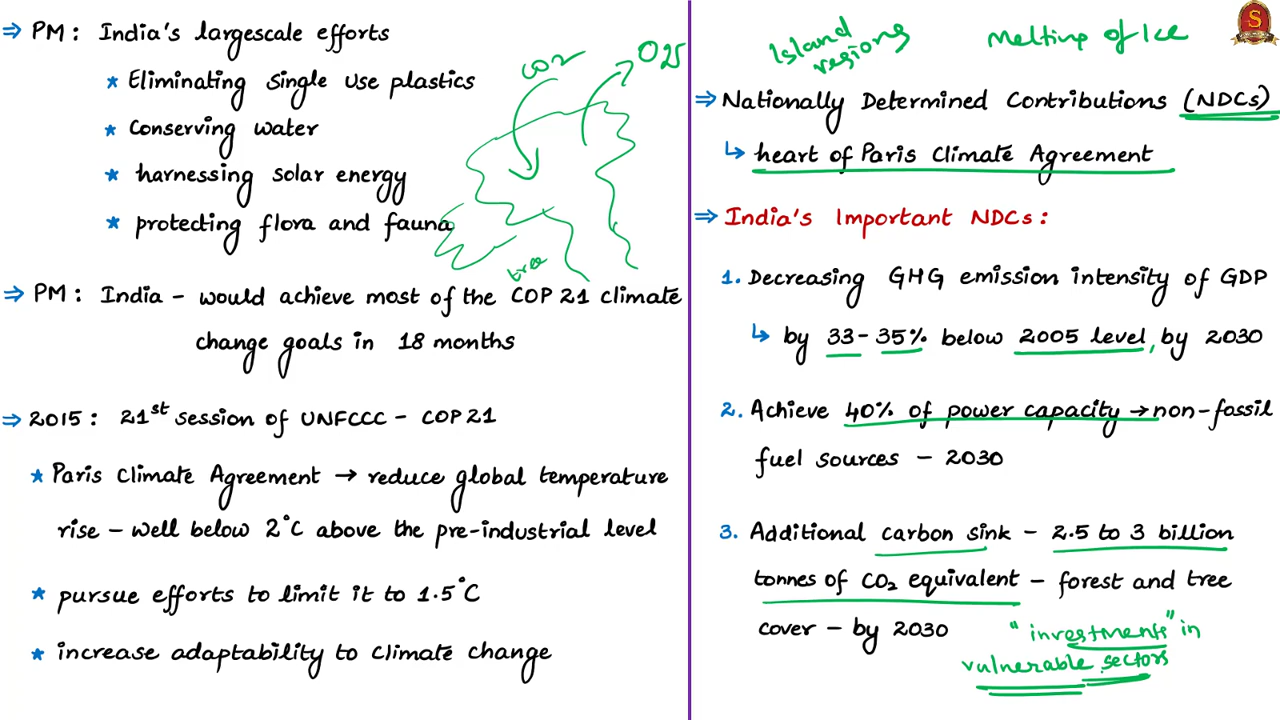 ⇒ PM: India's largescale efforts
* Eliminating single use plastics
* Conserving water
* harnessing solar energy
* protecting flora and fauna
CO2
O2
tree
⇒ PM: India - would achieve most of the COP 21 climate
change goals in 18 months
⇒ 2015: 21st session of UNFCCC - COP 21
* Paris Climate Agreement → reduce global temperature
rise - well below 2°C above the pre-industrial level
* pursue efforts to limit it to 1.5°C
* increase adaptability to climate change
Island
regions
Melting of Ice
S
⇒ Nationally Determined Contributions (NDCs)
↳ heart of Paris Climate Agreement
⇒ India's Important NDCs:
1. Decreasing GHG emission intensity of GDP
↳ by 33-35% below 2005 level, by 2030
2. Achieve 40% of power capacity → non-fossil
fuel sources - 2030
3. Additional carbon sink - 2.5 to 3 billion
tonnes of CO2 equivalent - forest and tree
cover - by 2030
"investments" in
vulnerable sectors